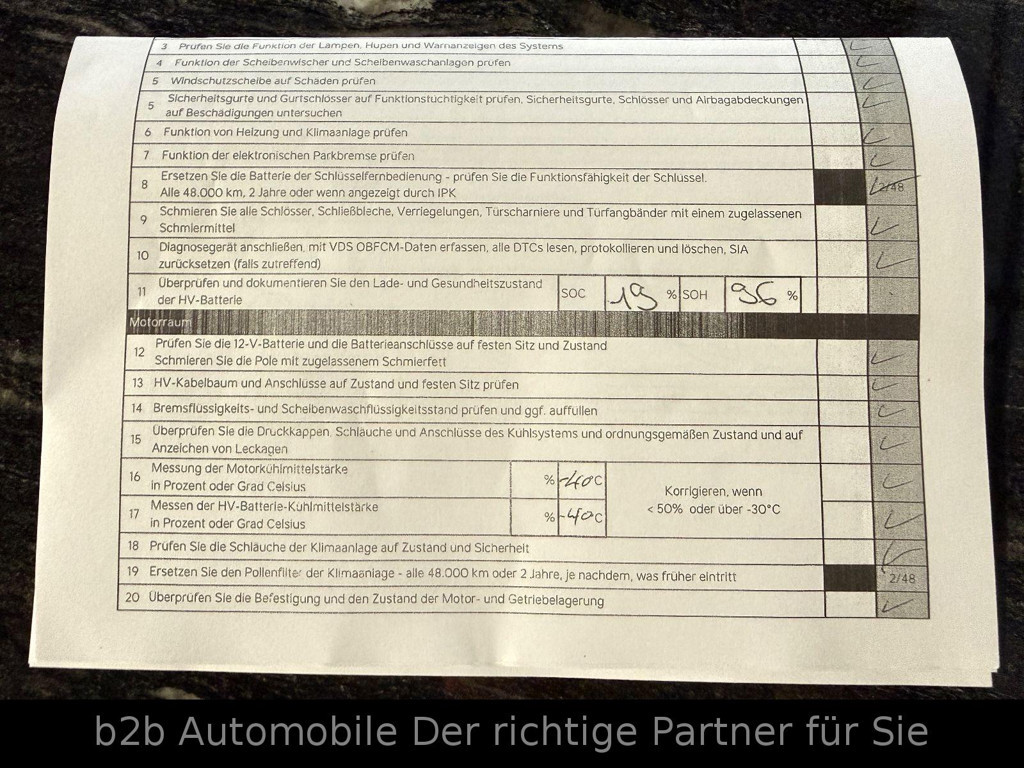 3 Prüfen Sie die Funktion der Lampen, Hupen und Warnanzeigen des Systems
4 Funktion der Scheibenwischer und Scheibenwaschanlagen prüfen
5 Windschutzscheibe auf Schäden prüfen
5 Sicherheitsgurte und Gurtschlösser auf Funktionstüchtigkeit prüfen, Sicherheitsgurte, Schlösser und Airbagabdeckungen
auf Beschädigungen untersuchen
6 Funktion von Heizung und Klimaanlage prüfen
7 Funktion der elektronischen Parkbremse prüfen
8 Ersetzen Sie die Batterie der Schlüsselfernbedienung - prüfen Sie die Funktionsfähigkeit der Schlüssel.
Alle 48.000 km, 2 Jahre oder wenn angezeigt durch IPK 2/48
9 Schmieren Sie alle Schlösser, Schließbleche, Verriegelungen, Türscharniere und Türfangbänder mit einem zugelassenen
Schmiermittel
10 Diagnosegerät anschließen, mit VDS OBFCM-Daten erfassen, alle DTCs lesen, protokollieren und löschen, SIA
zurücksetzen (falls zutreffend)
11 Überprüfen und dokumentieren Sie den Lade- und Gesundheitszustand
der HV-Batterie SOC 19 % SOH 96 %
Motorraum
12 Prüfen Sie die 12-V-Batterie und die Batterieanschlüsse auf festen Sitz und Zustand
Schmieren Sie die Pole mit zugelassenem Schmierfett
13 HV-Kabelbaum und Anschlüsse auf Zustand und festen Sitz prüfen
14 Bremsflüssigkeits- und Scheibenwaschflüssigkeitsstand prüfen und ggf. auffüllen
15 Überprüfen Sie die Druckkappen, Schläuche und Anschlüsse des Kühlsystems und ordnungsgemäßen Zustand und auf
Anzeichen von Leckagen
16 Messung der Motorkühlmittelstärke
in Prozent oder Grad Celsius % -40 C
17 Messen der HV-Batterie-Kühlmittelstärke
in Prozent oder Grad Celsius % -40 C
Korrigieren, wenn
< 50% oder über -30°C
18 Prüfen Sie die Schläuche der Klimaanlage auf Zustand und Sicherheit
19 Ersetzen Sie den Pollenfilter der Klimaanlage - alle 48.000 km oder 2 Jahre, je nachdem, was früher eintritt 2/48
20 Überprüfen Sie die Befestigung und den Zustand der Motor- und Getriebelagerung
b2b Automobile Der richtige Partner für Sie